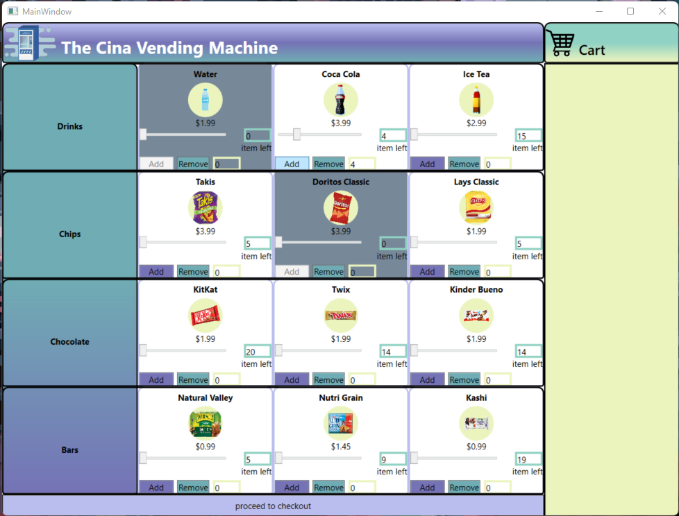 MainWindow
The Cina Vending Machine
Cart
Drinks
Water
$1.99
0
item left
Add Remove 0
Coca Cola
$3.99
4
item left
Add Remove 4
Ice Tea
$2.99
15
item left
Add Remove 0
Chips
Takis
$3.99
5
item left
Add Remove 0
Doritos Classic
$3.99
0
item left
Add Remove 0
Lays Classic
$1.99
5
item left
Add Remove 0
Chocolate
KitKat
$1.99
20
item left
Add Remove 0
Twix
$1.99
14
item left
Add Remove 0
Kinder Bueno
$1.99
14
item left
Add Remove 0
Bars
Natural Valley
$0.99
5
item left
Add Remove 0
Nutri Grain
$1.45
9
item left
Add Remove 0
Kashi
$0.99
19
item left
Add Remove 0
proceed to checkout